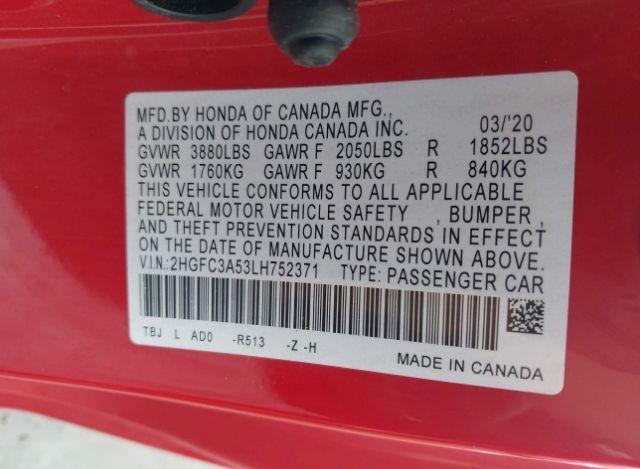 MFD.BY HONDA OF CANADA MFG.,
A DIVISION OF HONDA CANADA INC. 03/'20
GVWR 3880LBS GAWR F 2050LBS R 1852LBS
GVWR 1760KG GAWR F 930KG R 840KG
THIS VEHICLE CONFORMS TO ALL APPLICABLE
FEDERAL MOTOR VEHICLE SAFETY , BUMPER ,
AND THEFT PREVENTION STANDARDS IN EFFECT
ON THE DATE OF MANUFACTURE SHOWN ABOVE.
V.I.N.:2HGFC3A53LH752371 TYPE: PASSENGER CAR
TBJ L AD0 -R513 -Z -H
MADE IN CANADA